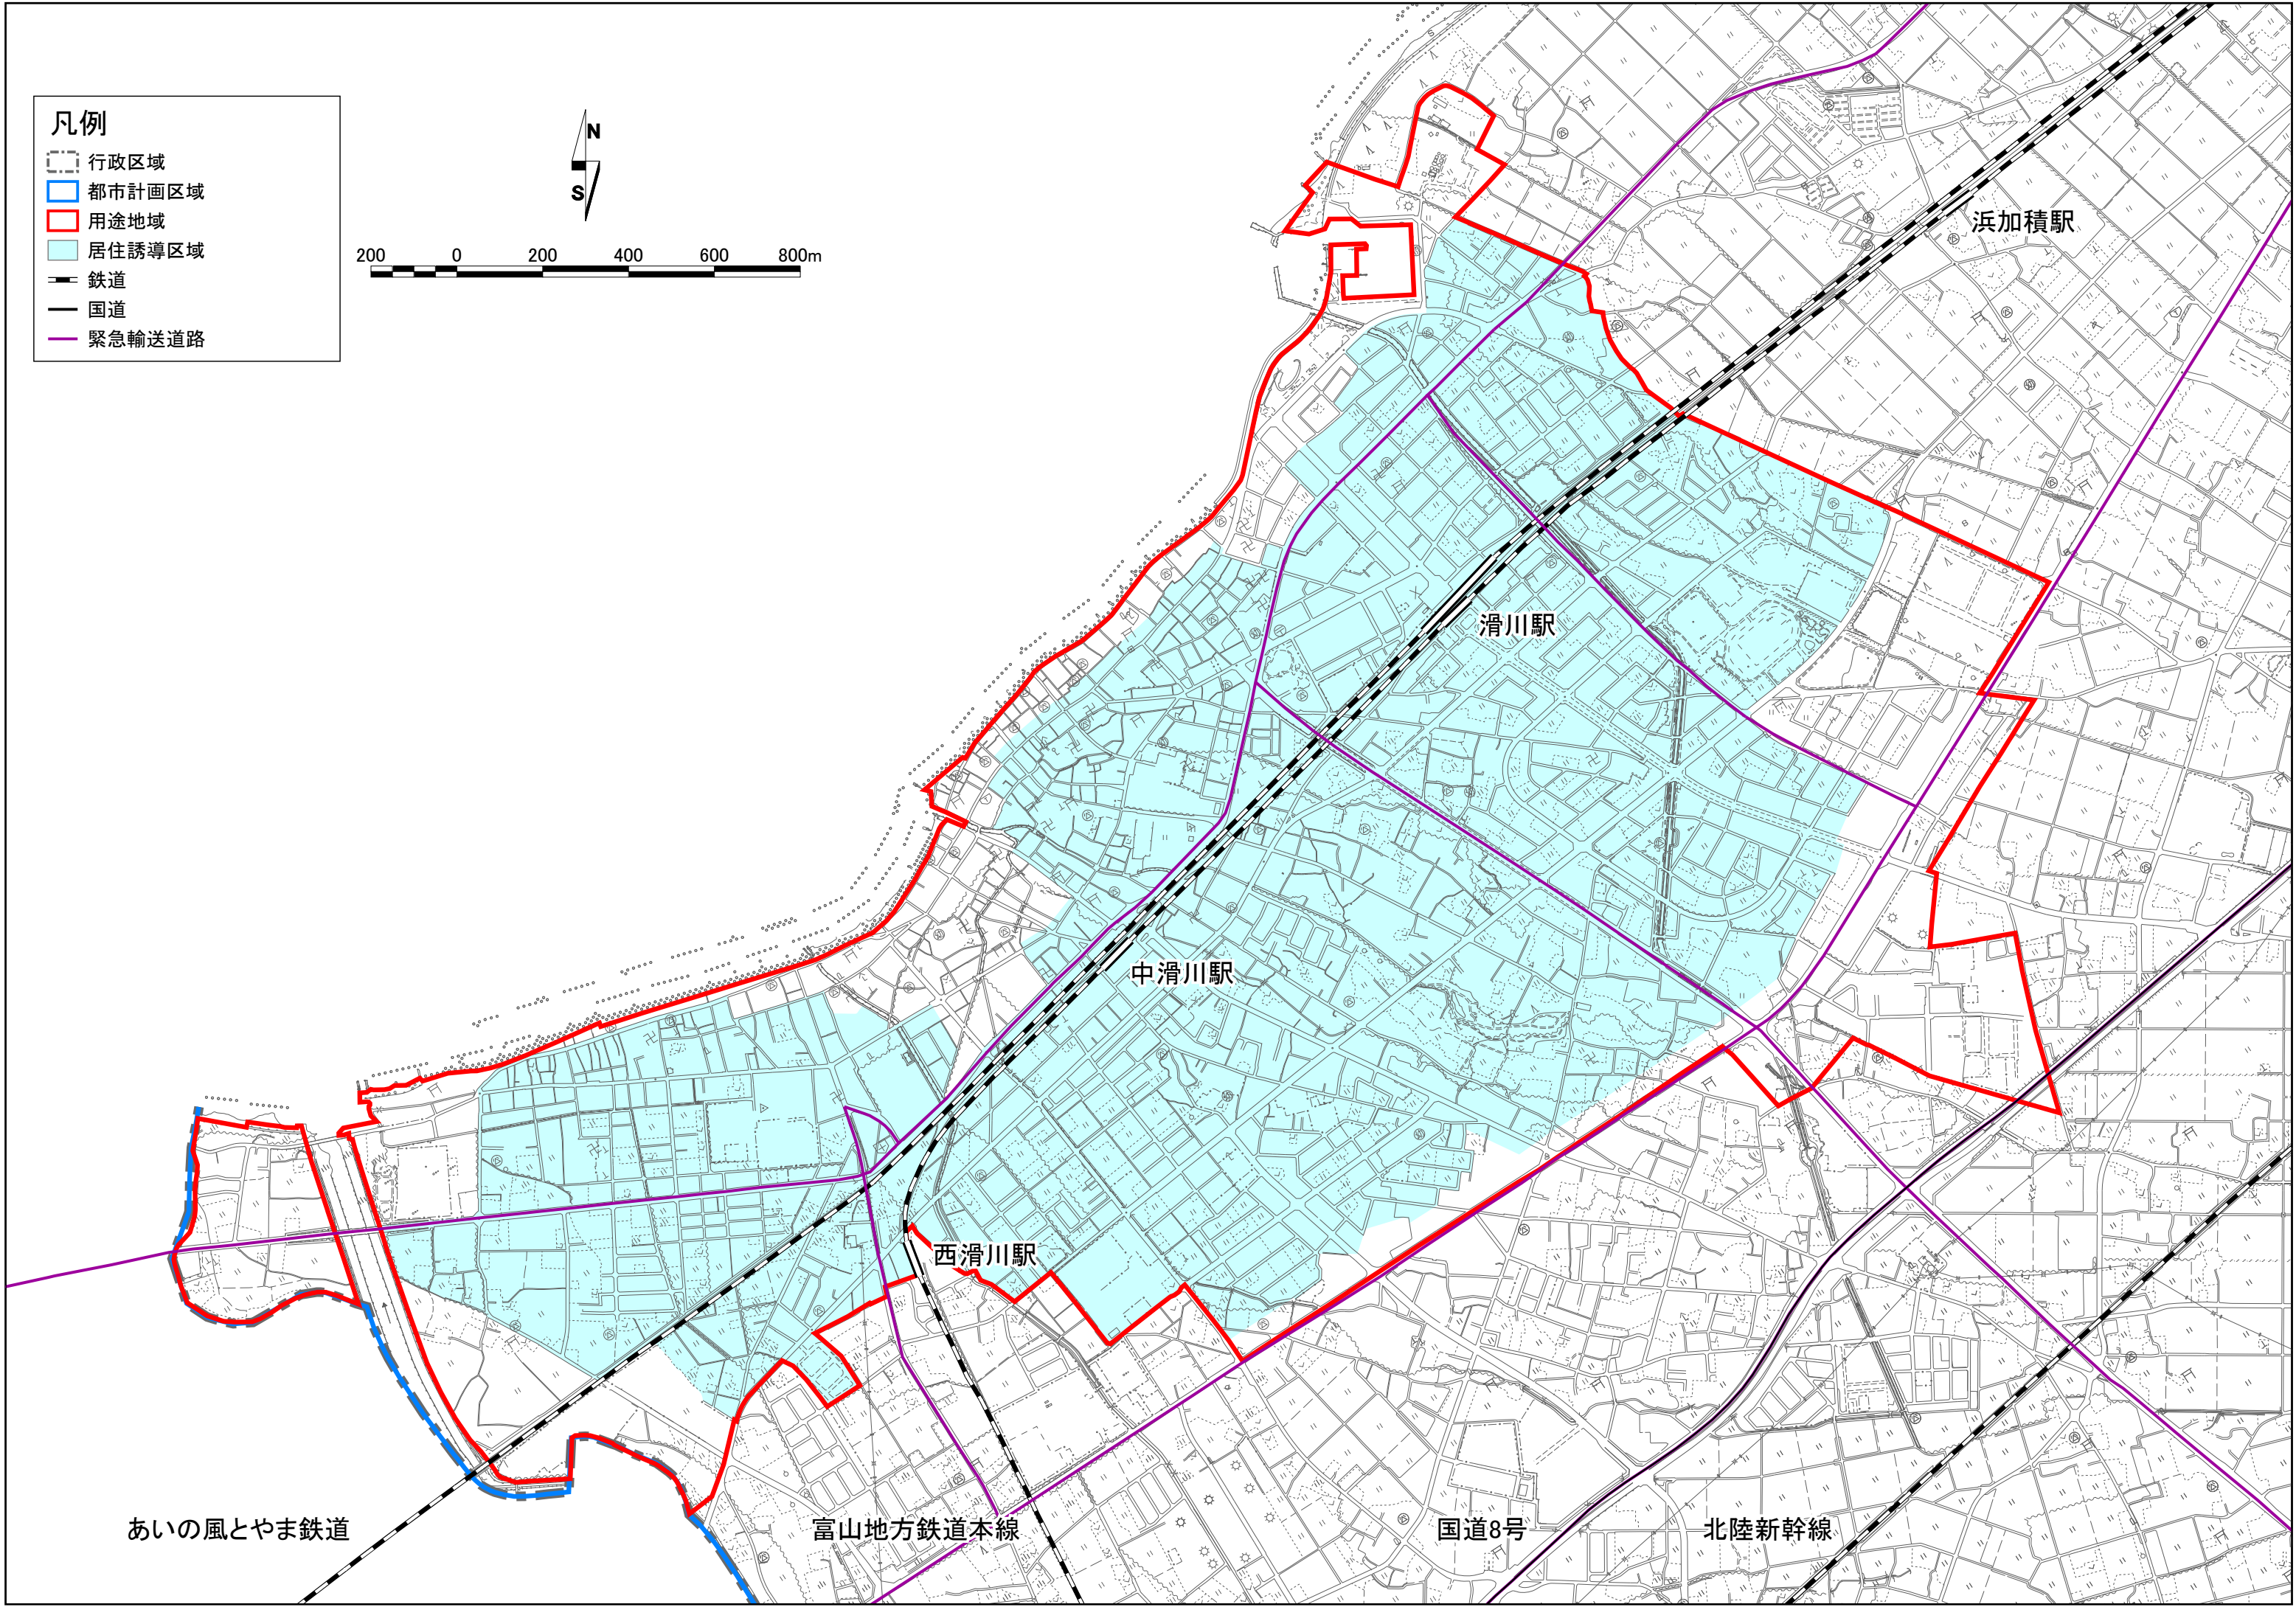 凡例
行政区域
都市計画区域
用途地域
居住誘導区域
鉄道
国道
緊急輸送道路
N
S
200 0 200 400 600 800m
浜加積駅
滑川駅
中滑川駅
西滑川駅
あいの風とやま鉄道
富山地方鉄道本線
国道8号
北陸新幹線